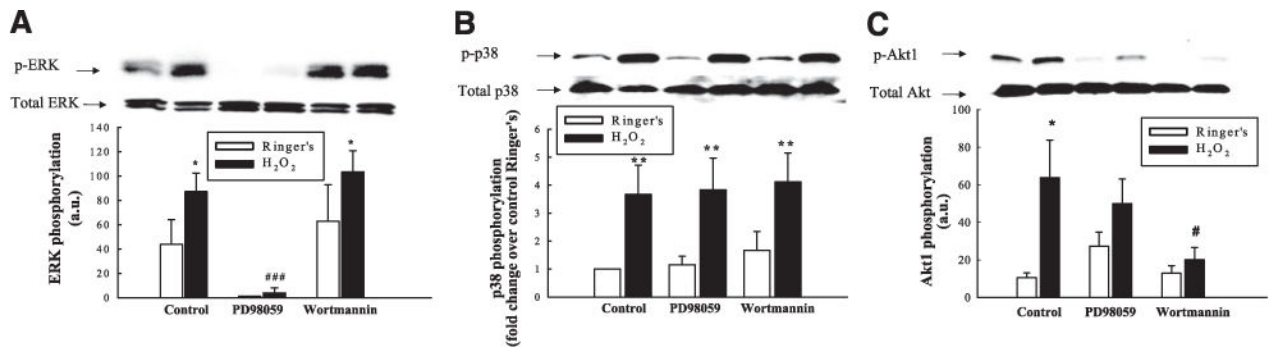 A
p-ERK
Total ERK
ERK phosphorylation
(a.u.)
140
120
100
80
60
40
20
0
Ringer's
H₂O₂
*
###
*
Control PD98059 Wortmannin
B
p-p38
Total p38
p38 phosphorylation
(fold change over control Ringer's)
6
5
4
3
2
1
0
Ringer's
H₂O₂
**
**
**
Control PD98059 Wortmannin
C
p-Akt1
Total Akt
Akt1 phosphorylation
(a.u.)
100
80
60
40
20
0
Ringer's
H₂O₂
*
#
Control PD98059 Wortmannin